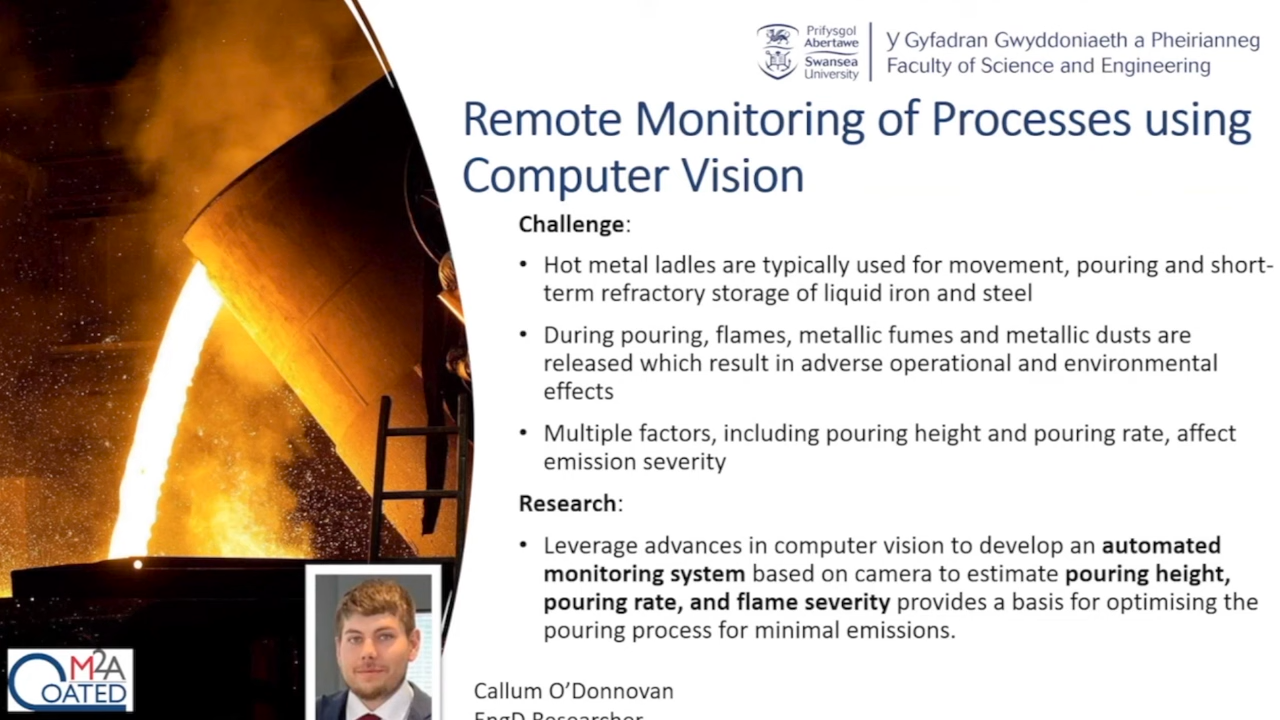 Prifysgol
Abertawe
Swansea
University
Y Gyfadran Gwyddoniaeth a Pheirianneg
Faculty of Science and Engineering
Remote Monitoring of Processes using
Computer Vision
Challenge:
• Hot metal ladles are typically used for movement, pouring and short-
term refractory storage of liquid iron and steel
• During pouring, flames, metallic fumes and metallic dusts are
released which result in adverse operational and environmental
effects
• Multiple factors, including pouring height and pouring rate, affect
emission severity
Research:
• Leverage advances in computer vision to develop an automated
monitoring system based on camera to estimate pouring height,
pouring rate, and flame severity provides a basis for optimising the
pouring process for minimal emissions.
M2A
COATED
Callum O'Donnovan
EngD Researcher